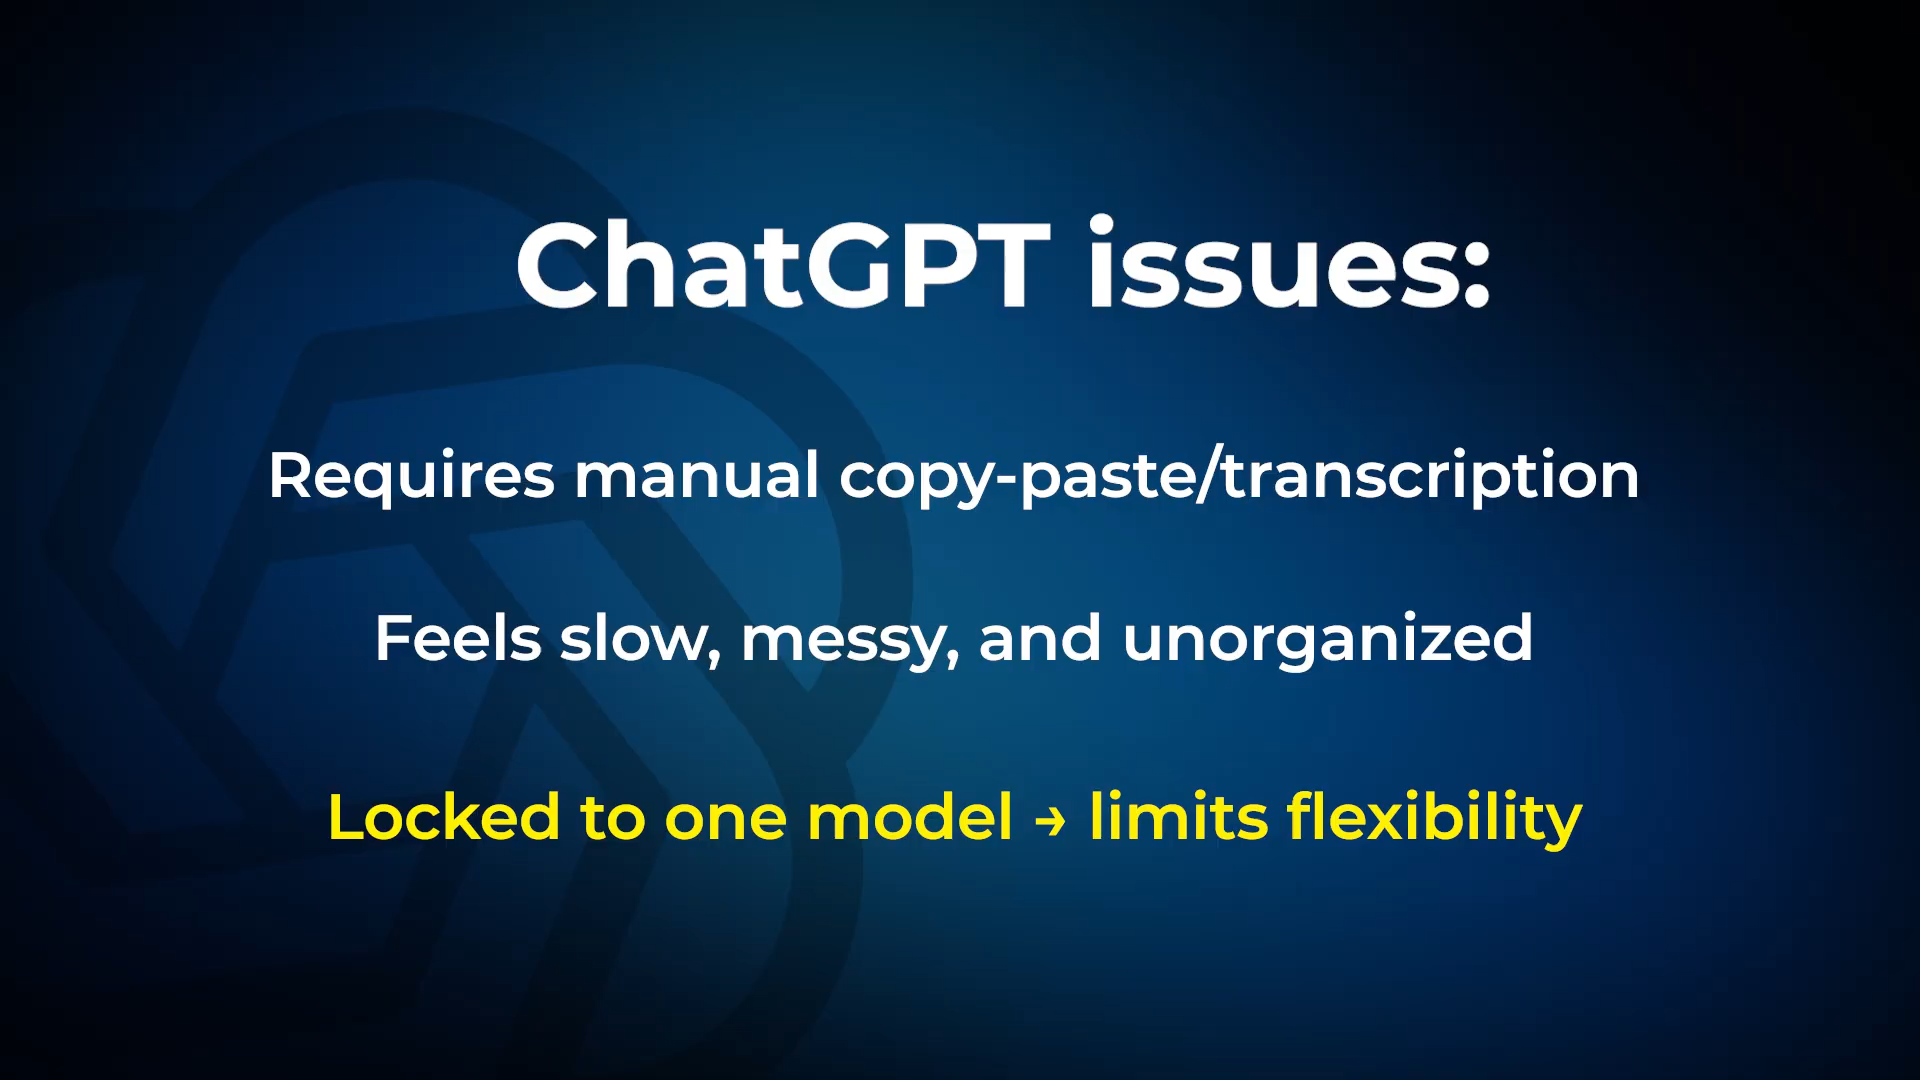 ChatGPT issues:
Requires manual copy-paste/transcription
Feels slow, messy, and unorganized
Locked to one model → limits flexibility